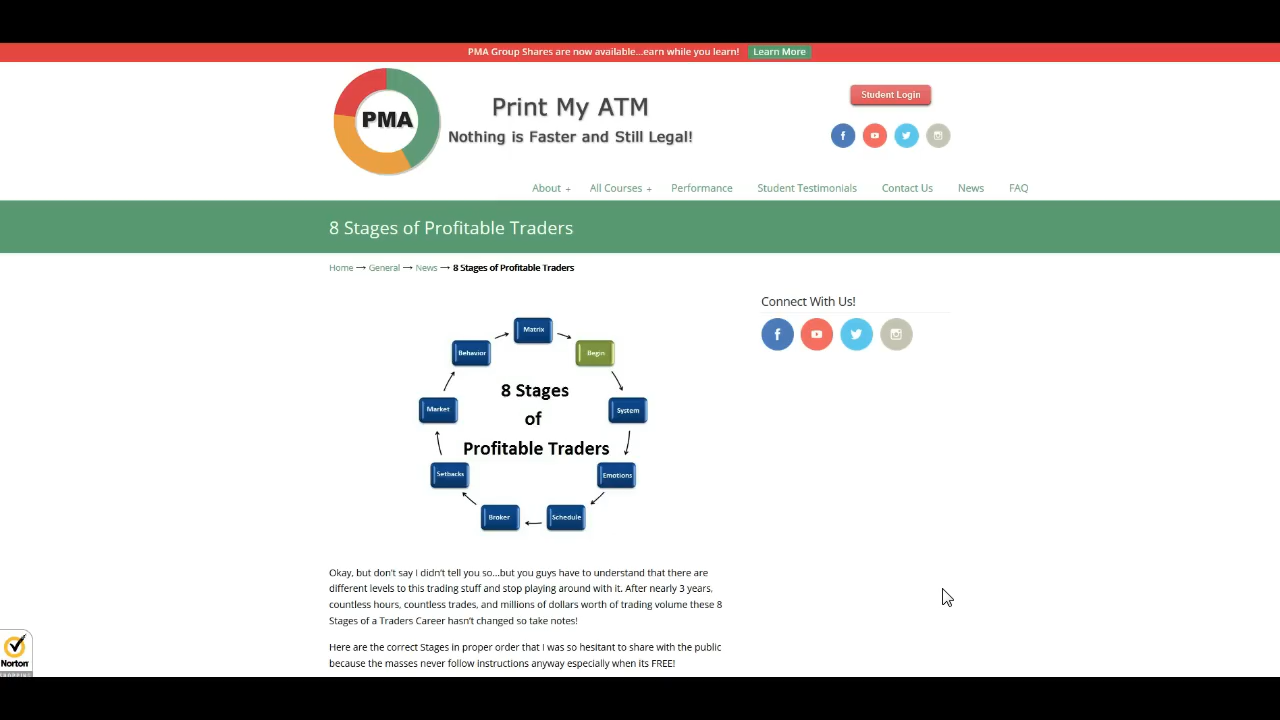 PMA Group Shares are now available...earn while you learn! Learn More
PMA
Print My ATM
Nothing is Faster and Still Legal!
Student Login
About + All Courses + Performance Student Testimonials Contact Us News FAQ
8 Stages of Profitable Traders
Home → General → News → 8 Stages of Profitable Traders
Connect With Us!
Matrix
Begin
System
Emotions
Schedule
Broker
Setbacks
Market
Behavior
8 Stages
of
Profitable Traders
Okay, but don't say I didn't tell you so...but you guys have to understand that there are
different levels to this trading stuff and stop playing around with it. After nearly 3 years,
countless hours, countless trades, and millions of dollars worth of trading volume these 8
Stages of a Traders Career hasn't changed so take notes!
Here are the correct Stages in proper order that I was so hesitant to share with the public
because the masses never follow instructions anyway especially when its FREE!
Norton